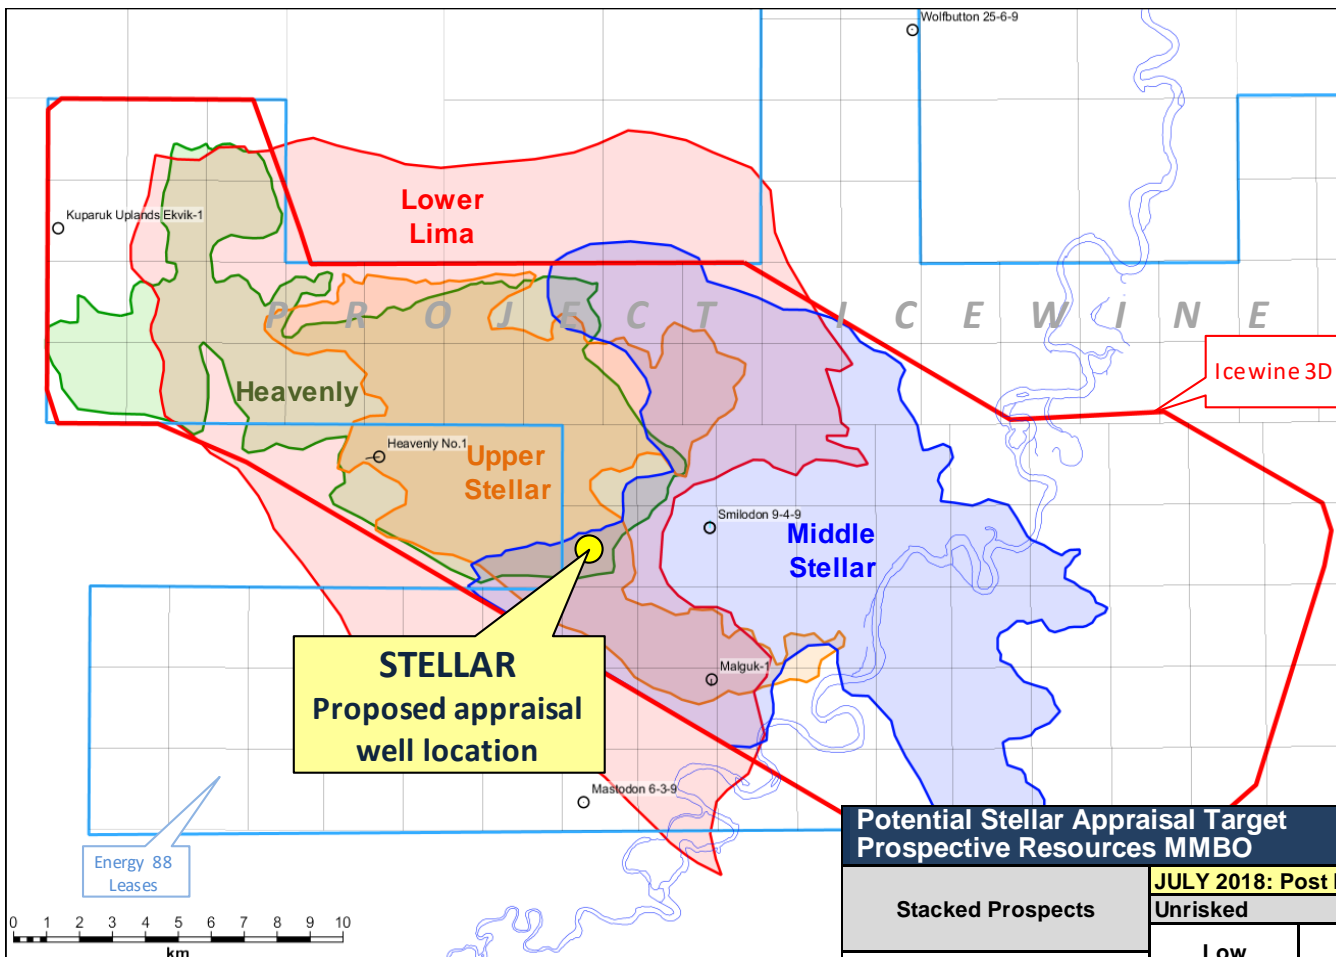 Wolfbutton 25-6-9
Lower
Lima
Kuparuk Uplands Ekvik-1
PROJECT ICEWINE
Icewine 3D
Heavenly
Heavenly No.1
Upper
Stellar
Smilodon 9-4-9
Middle
Stellar
STELLAR
Proposed appraisal
well location
Malguk-1
Mastodon 6-3-9
Energy 88
Leases
0 1 2 3 4 5 6 7 8 9 10
km
Potential Stellar Appraisal Target
Prospective Resources MMBO
JULY 2018: Post
Stacked Prospects
Unrisked
Low